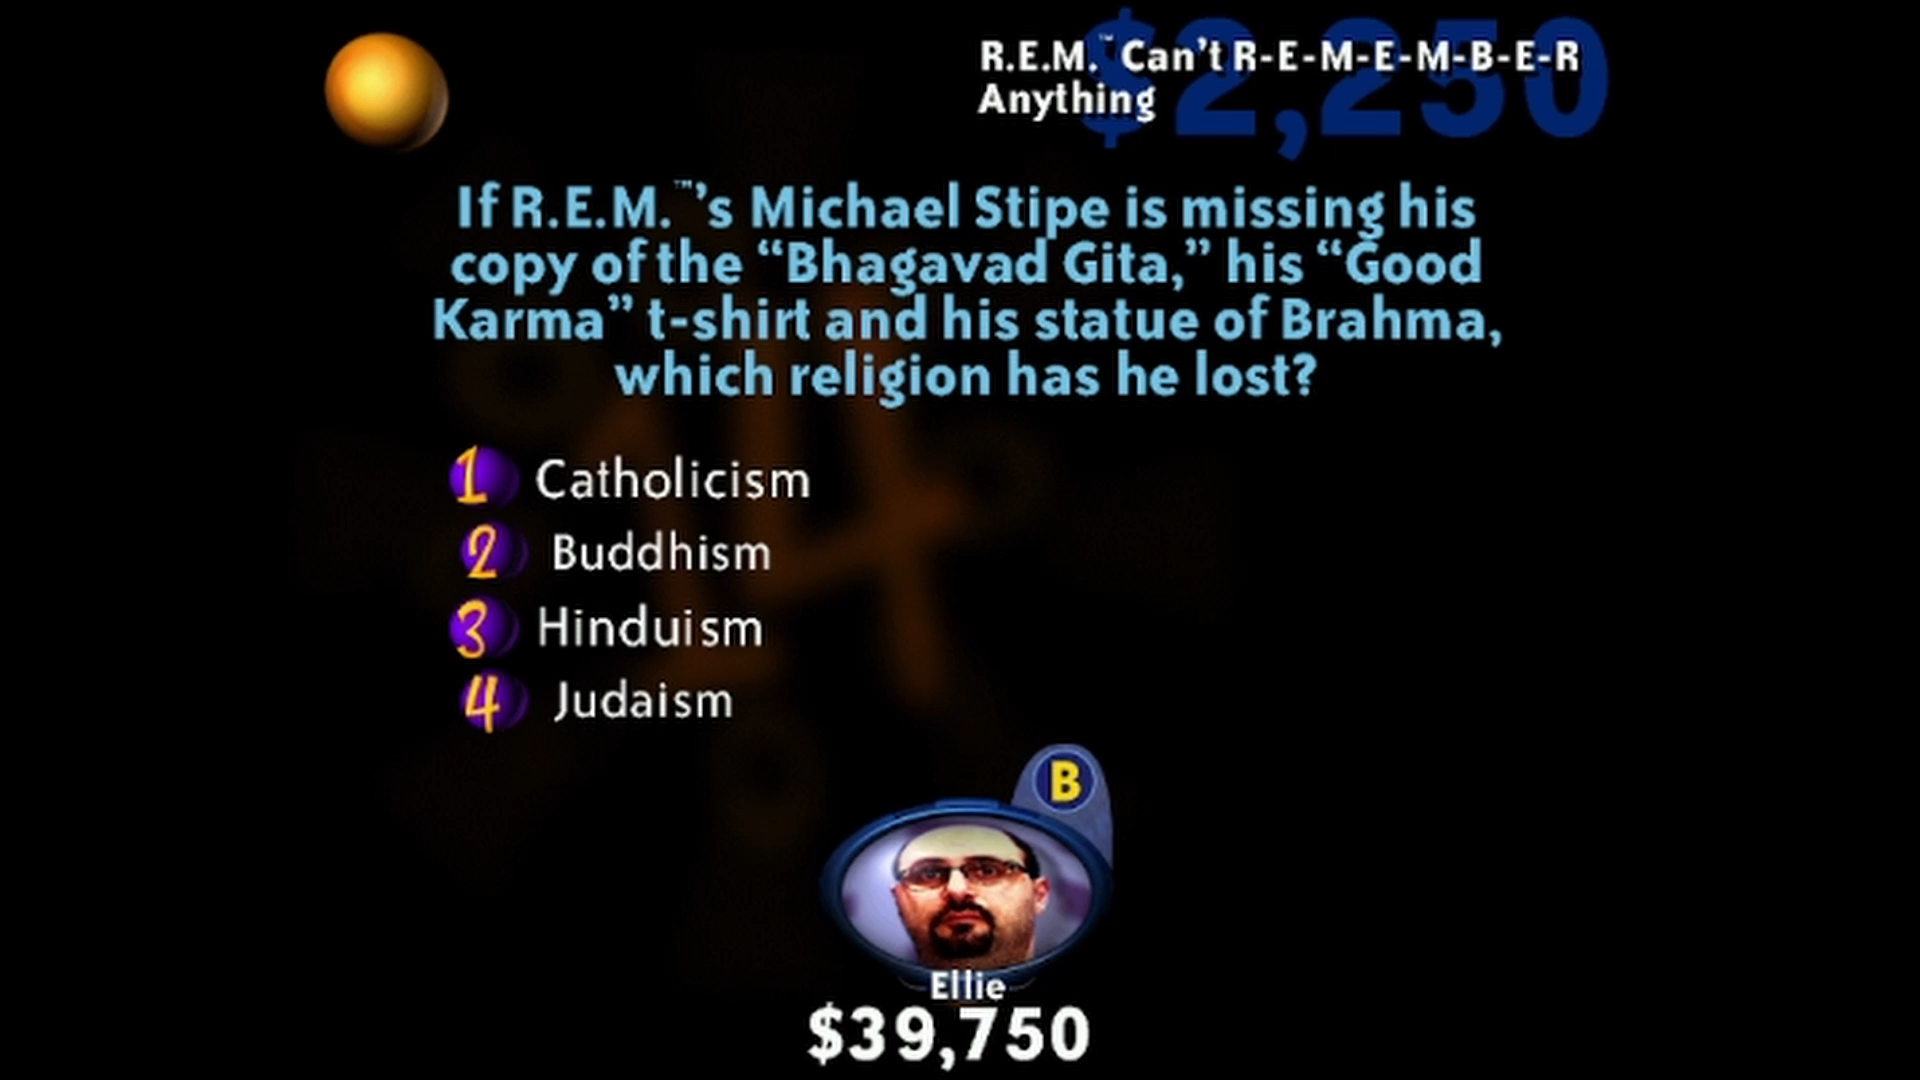 $2,250
R.E.M.™ Can't R-E-M-E-M-B-E-R
Anything
If R.E.M.™'s Michael Stipe is missing his
copy of the “Bhagavad Gita,” his “Good
Karma” t-shirt and his statue of Brahma,
which religion has he lost?
1 Catholicism
2 Buddhism
3 Hinduism
4 Judaism
B
Ellie
$39,750